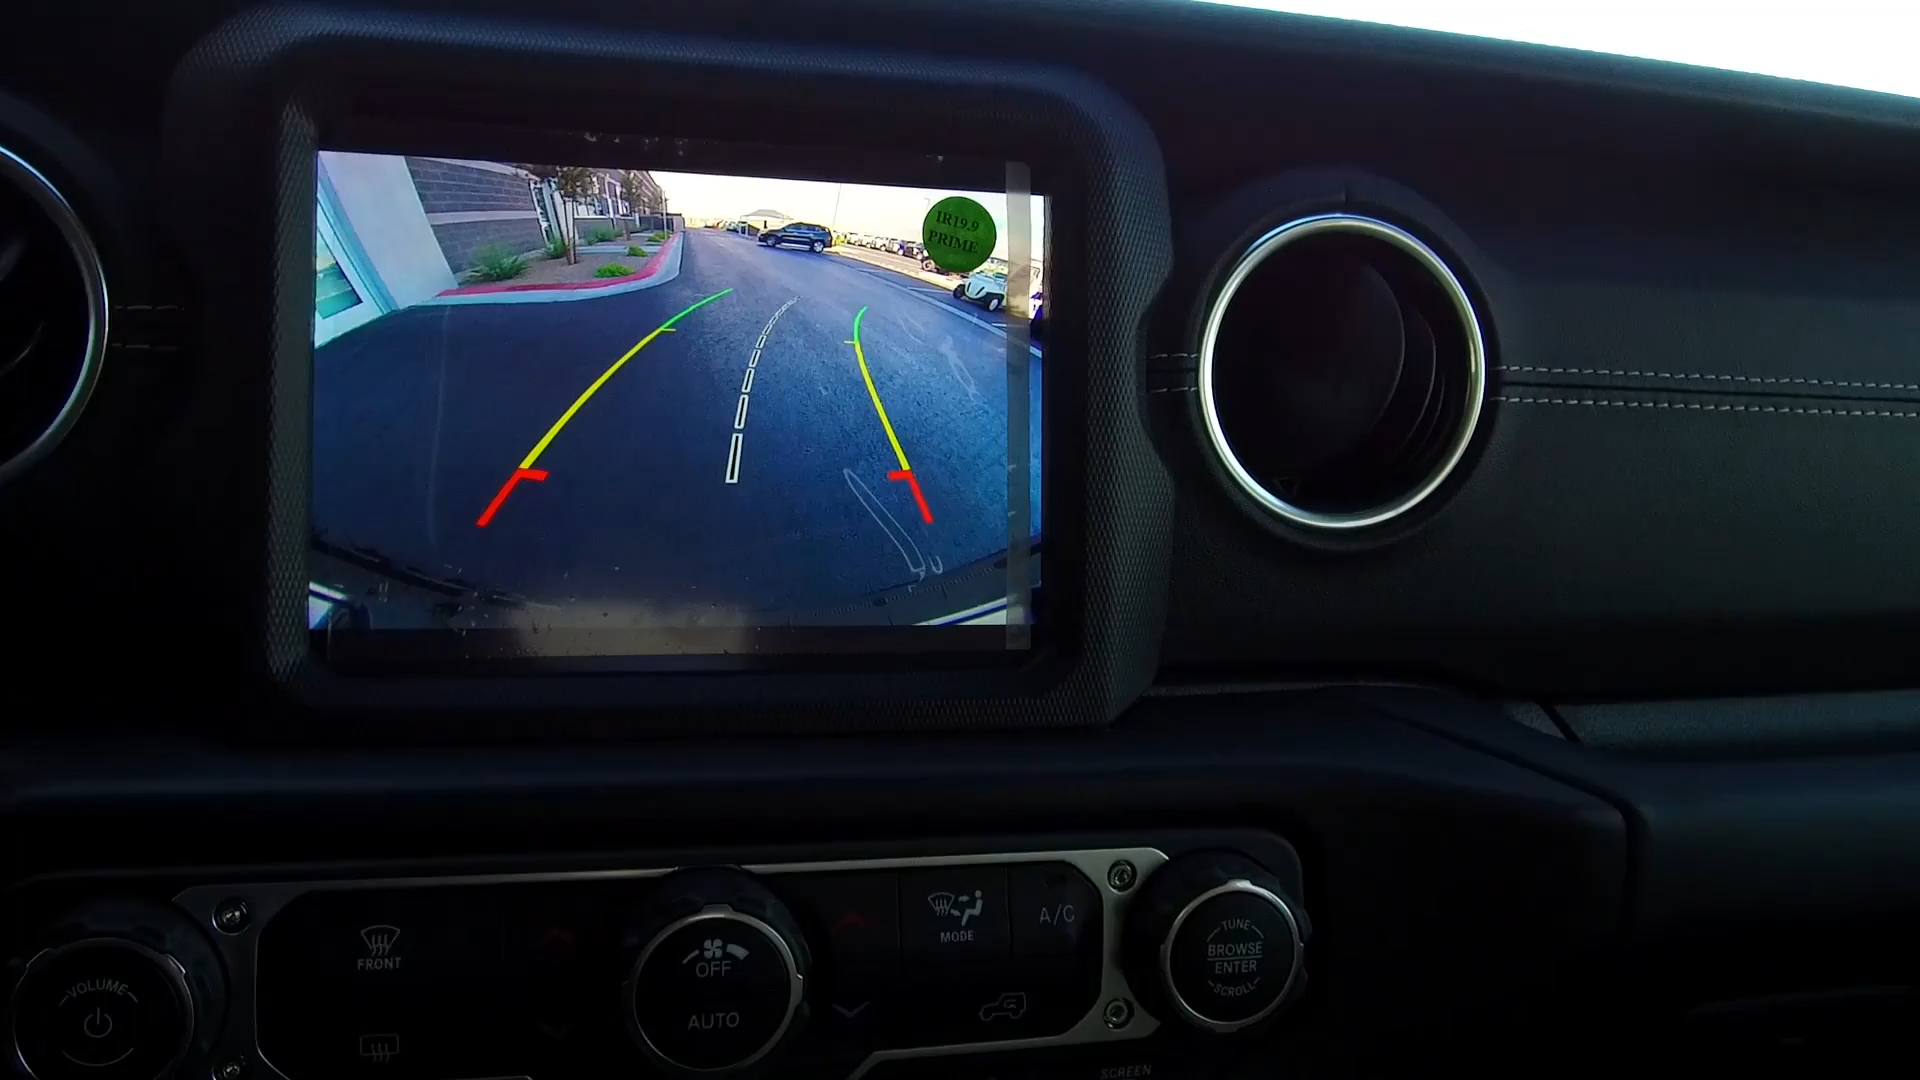 IR19.9
PRIME
VOLUME
FRONT
OFF
AUTO
MODE
A/C
TUNE
BROWSE
ENTER
SCROLL
SCREEN